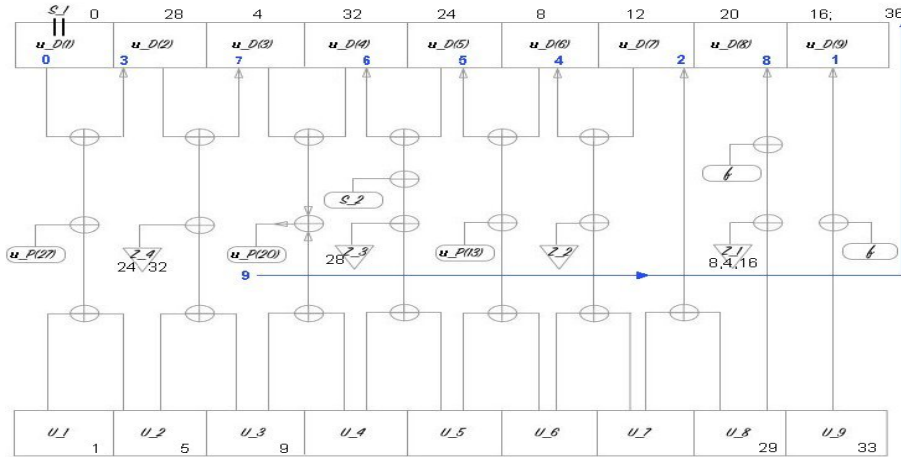 S_1 0 28 4 32 24 8 12 20 16; 36
u_D(1) u_D(2) u_D(3) u_D(4) u_D(5) u_D(6) u_D(7) u_D(8) u_D(9)
0 3 7 6 5 4 2 8 1
f
S_2
u_P(27) Z_4 u_P(20) Z_3 u_P(13) Z_2 Z_1 f
24 32 28 8,4,16
9
U_1 U_2 U_3 U_4 U_5 U_6 U_7 U_8 U_9
1 5 9 29 33